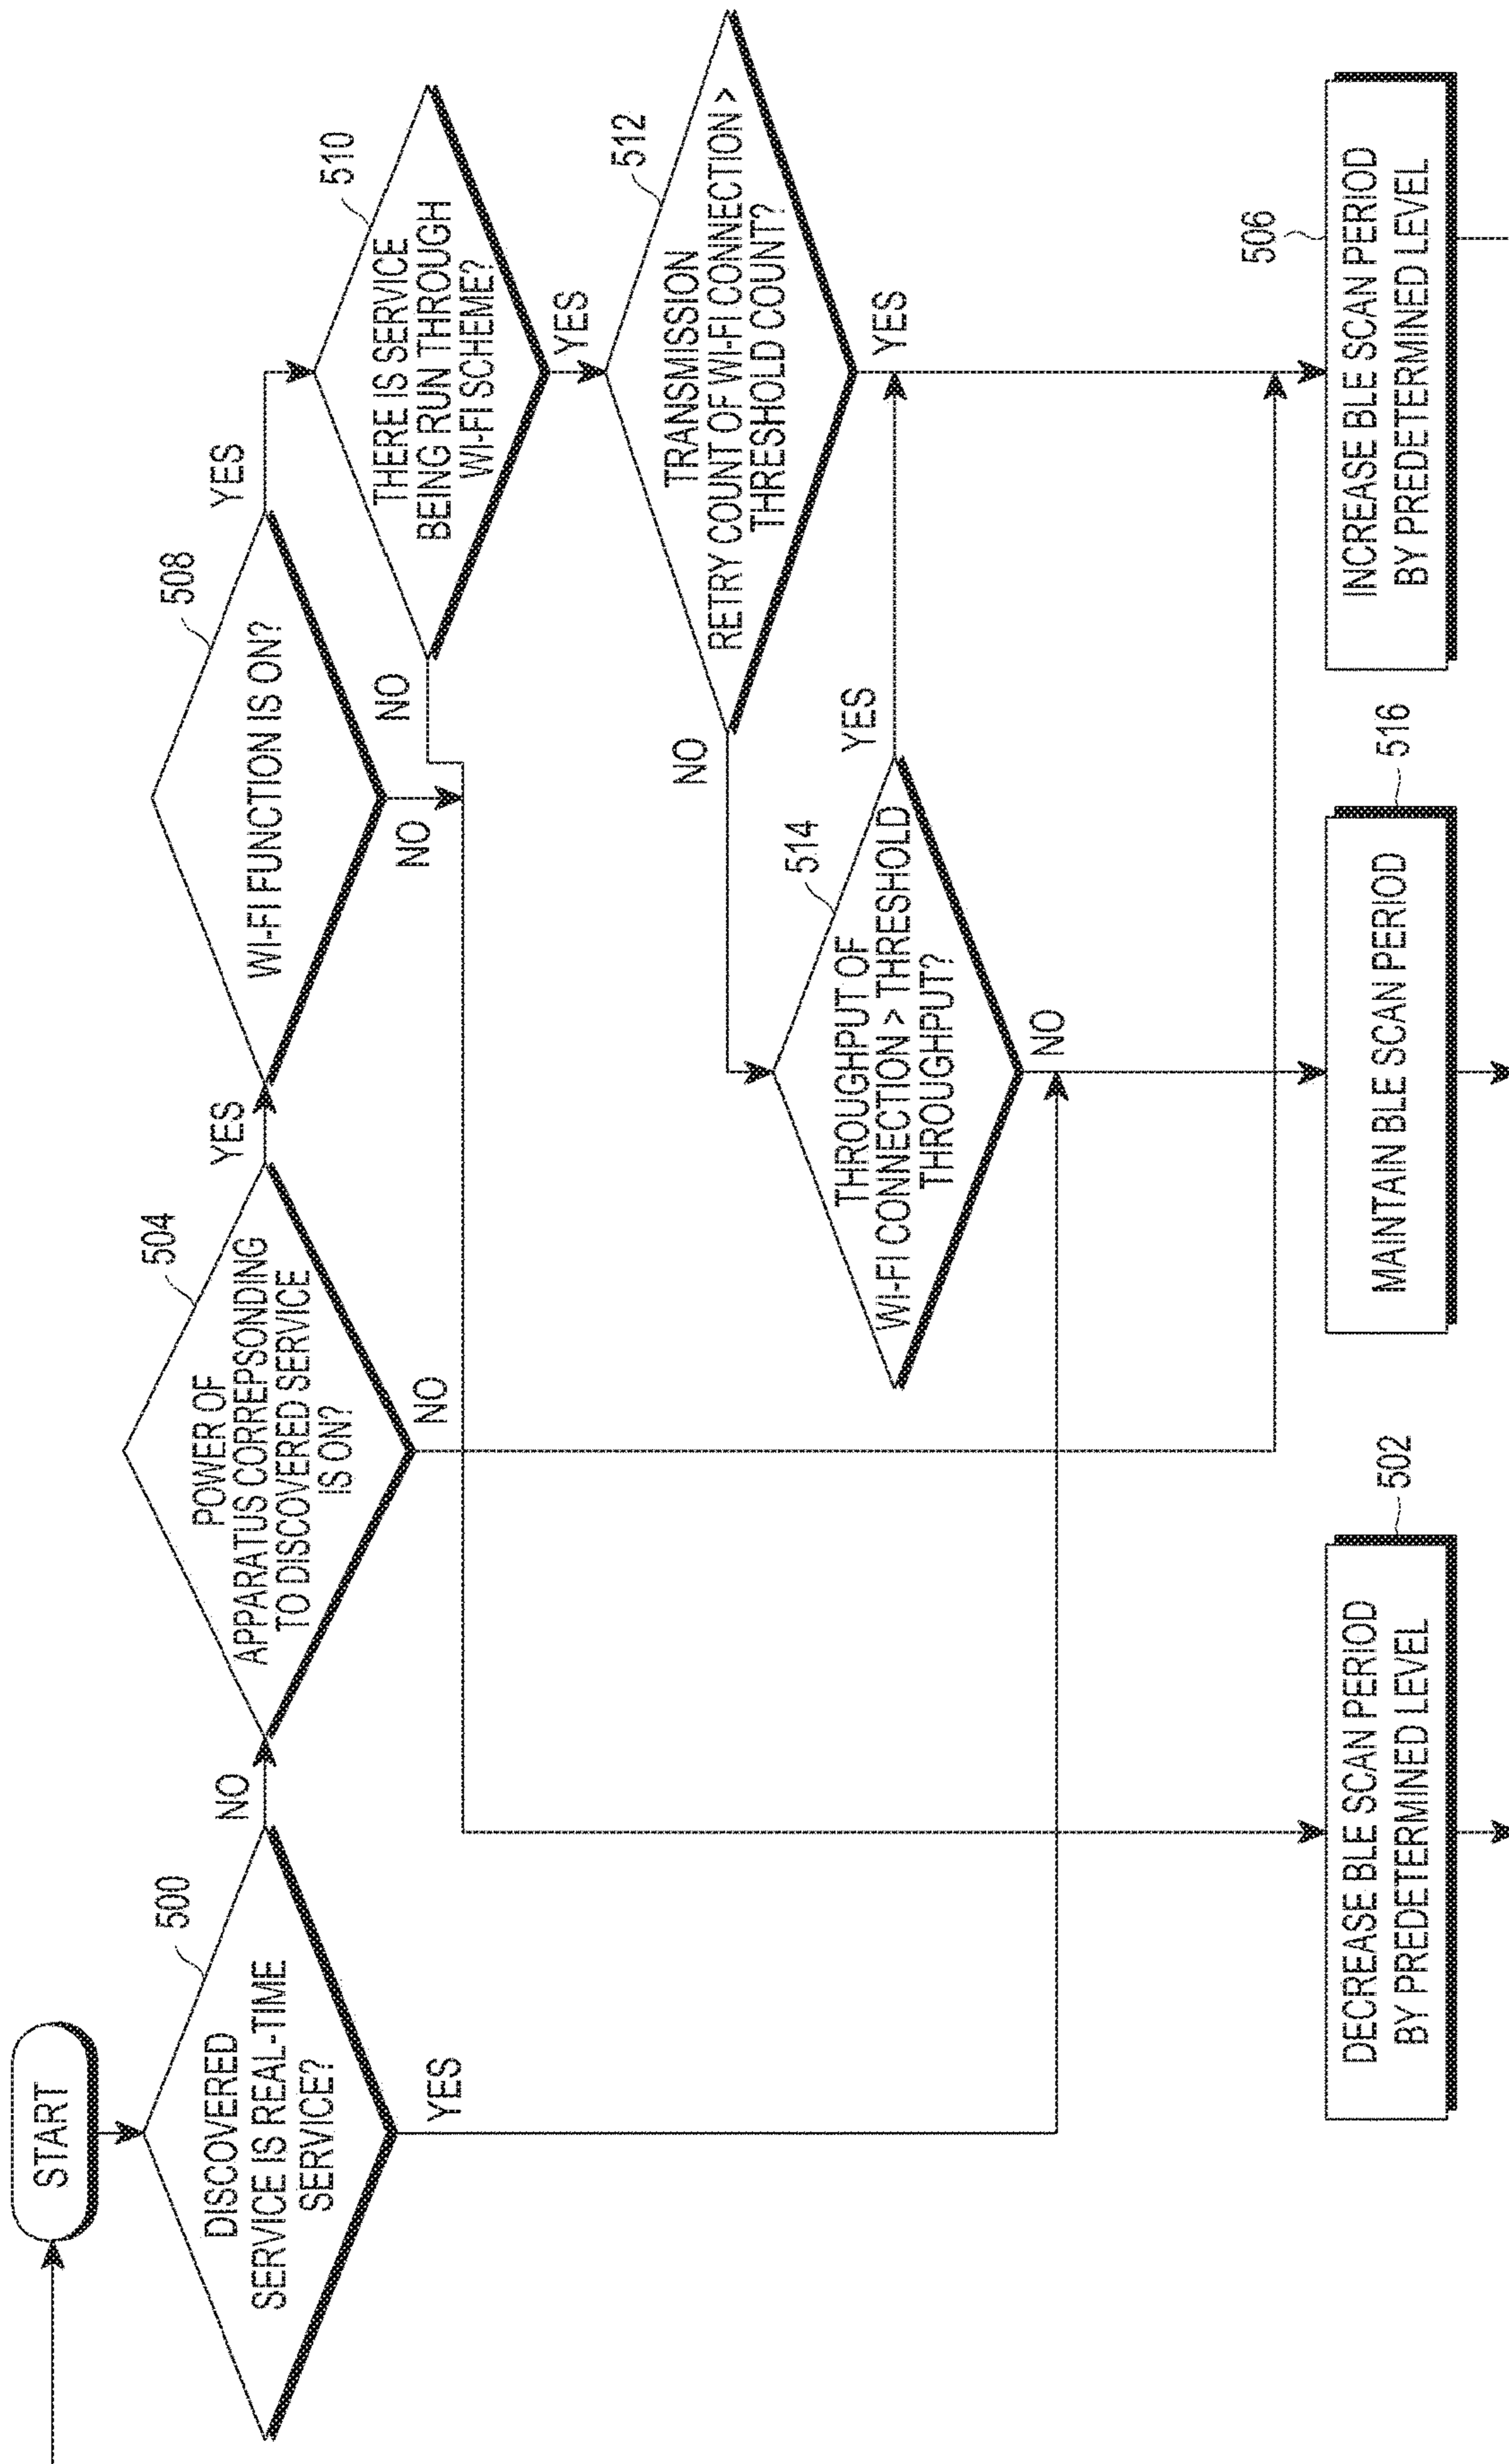 START
500
DISCOVERED
SERVICE IS REAL-TIME
SERVICE?
NO
YES
504
POWER OF
APPARATUS CORREPSONDING
TO DISCOVERED SERVICE
IS ON?
YES
NO
508
WI-FI FUNCTION IS ON?
YES
NO
510
THERE IS SERVICE
BEING RUN THROUGH
WI-FI SCHEME?
NO
YES
512
TRANSMISSION
RETRY COUNT OF WI-FI CONNECTION >
THRESHOLD COUNT?
NO
YES
514
THROUGHPUT OF
WI-FI CONNECTION > THRESHOLD
THROUGHPUT?
YES
NO
502
DECREASE BLE SCAN PERIOD
BY PREDETERMINED LEVEL
516
MAINTAIN BLE SCAN PERIOD
506
INCREASE BLE SCAN PERIOD
BY PREDETERMINED LEVEL